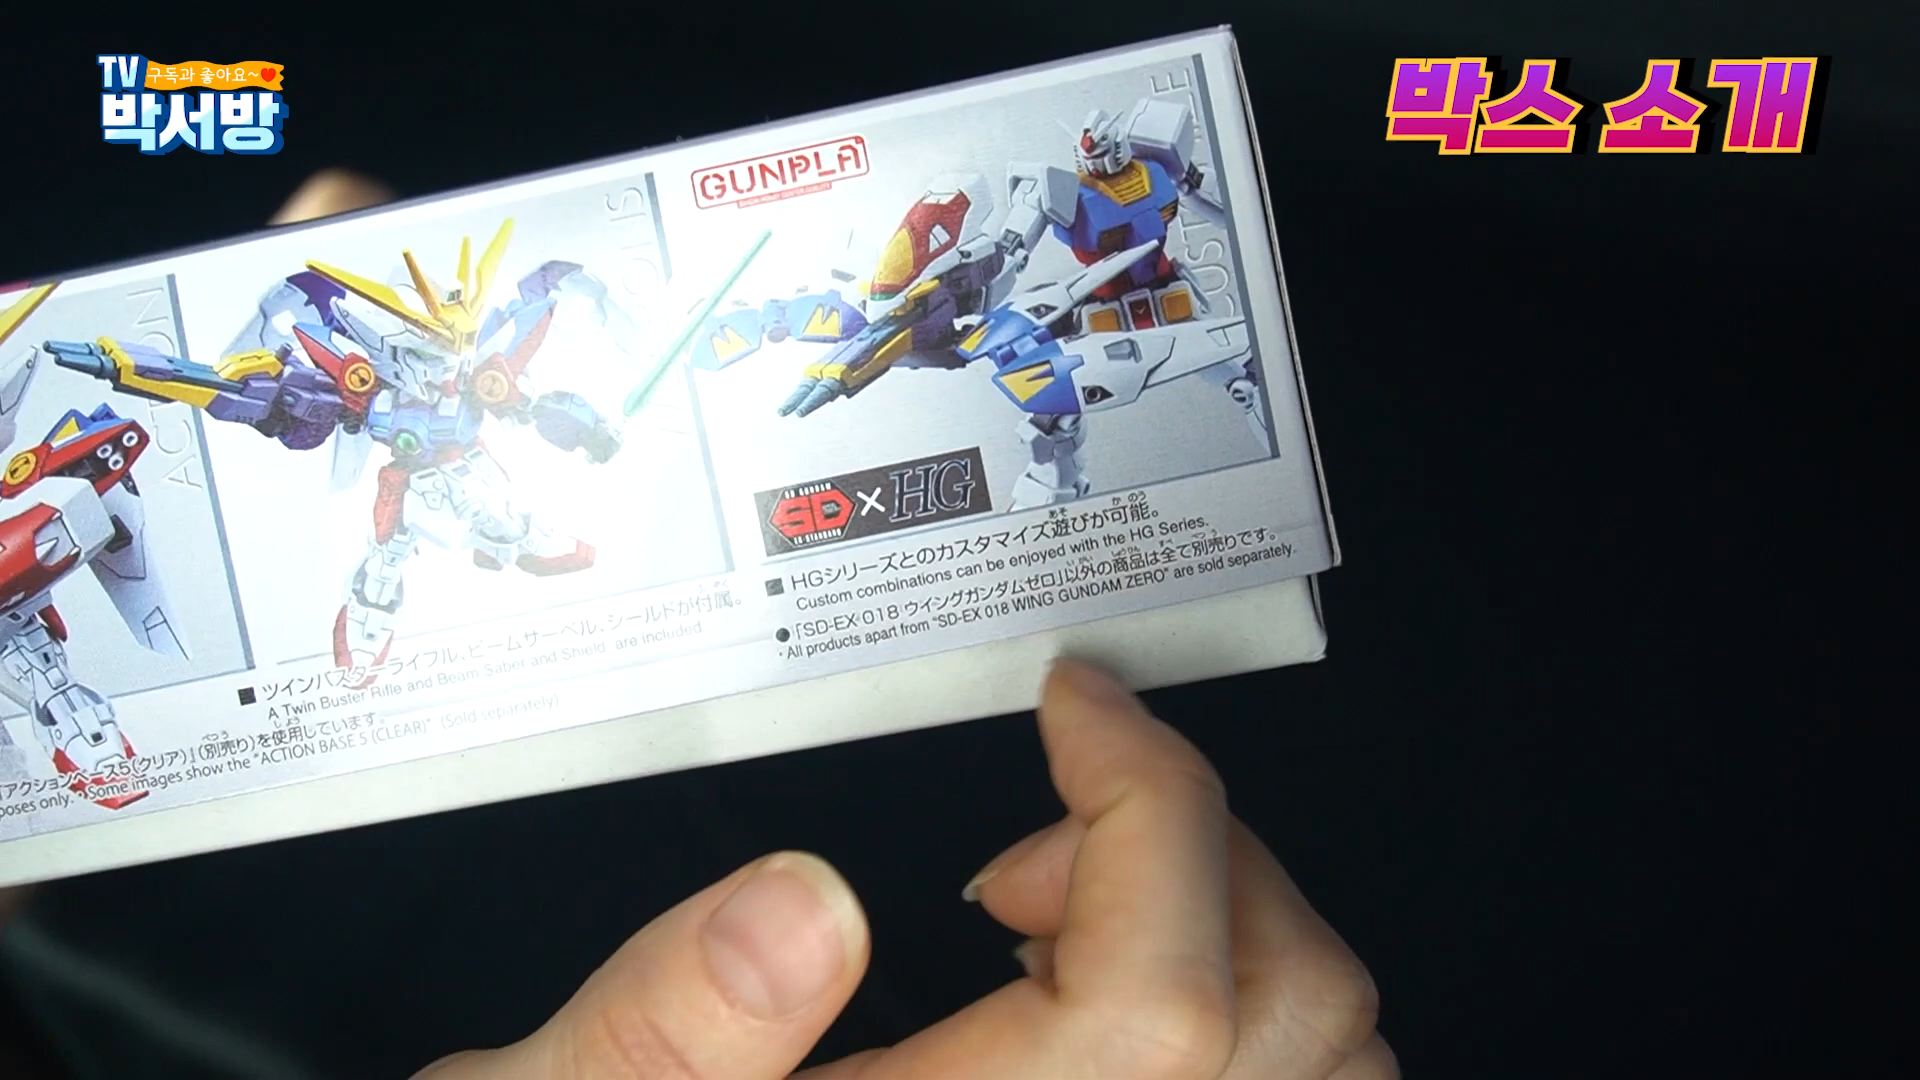 TV 구독과 좋아요~
박서방
박스 소개
ACTION
GUNPLA
SD GUNDAM
SD
EX-STANDARD
× HG
■ HGシリーズとのカスタマイズ遊びが可能。
Custom combinations can be enjoyed with the HG Series.
●「SD-EX 018 ウイングガンダムゼロ」以外の商品は全て別売りです。
・All products apart from "SD-EX 018 WING GUNDAM ZERO" are sold separately.
■ ツインバスターライフル、ビームサーベル、シールドが付属。
A Twin Buster Rifle and Beam Saber and Shield are included
アクションベース5(クリア)」(別売り)を使用しています。
poses only. ・Some images show the "ACTION BASE 5 (CLEAR)" (Sold separately)